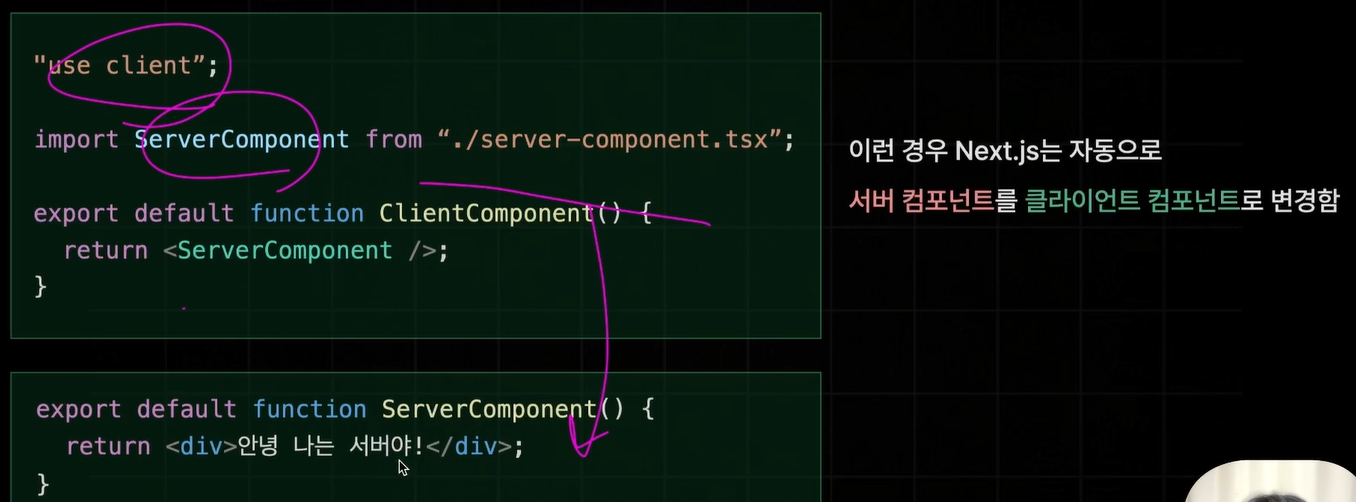 "use client”;
import ServerComponent from “./server-component.tsx”;
export default function ClientComponent() {
return <ServerComponent />;
}
이런 경우 Next.js는 자동으로
서버 컴포넌트를 클라이언트 컴포넌트로 변경함
export default function ServerComponent() {
return <div>안녕 나는 서버야!</div>;
}